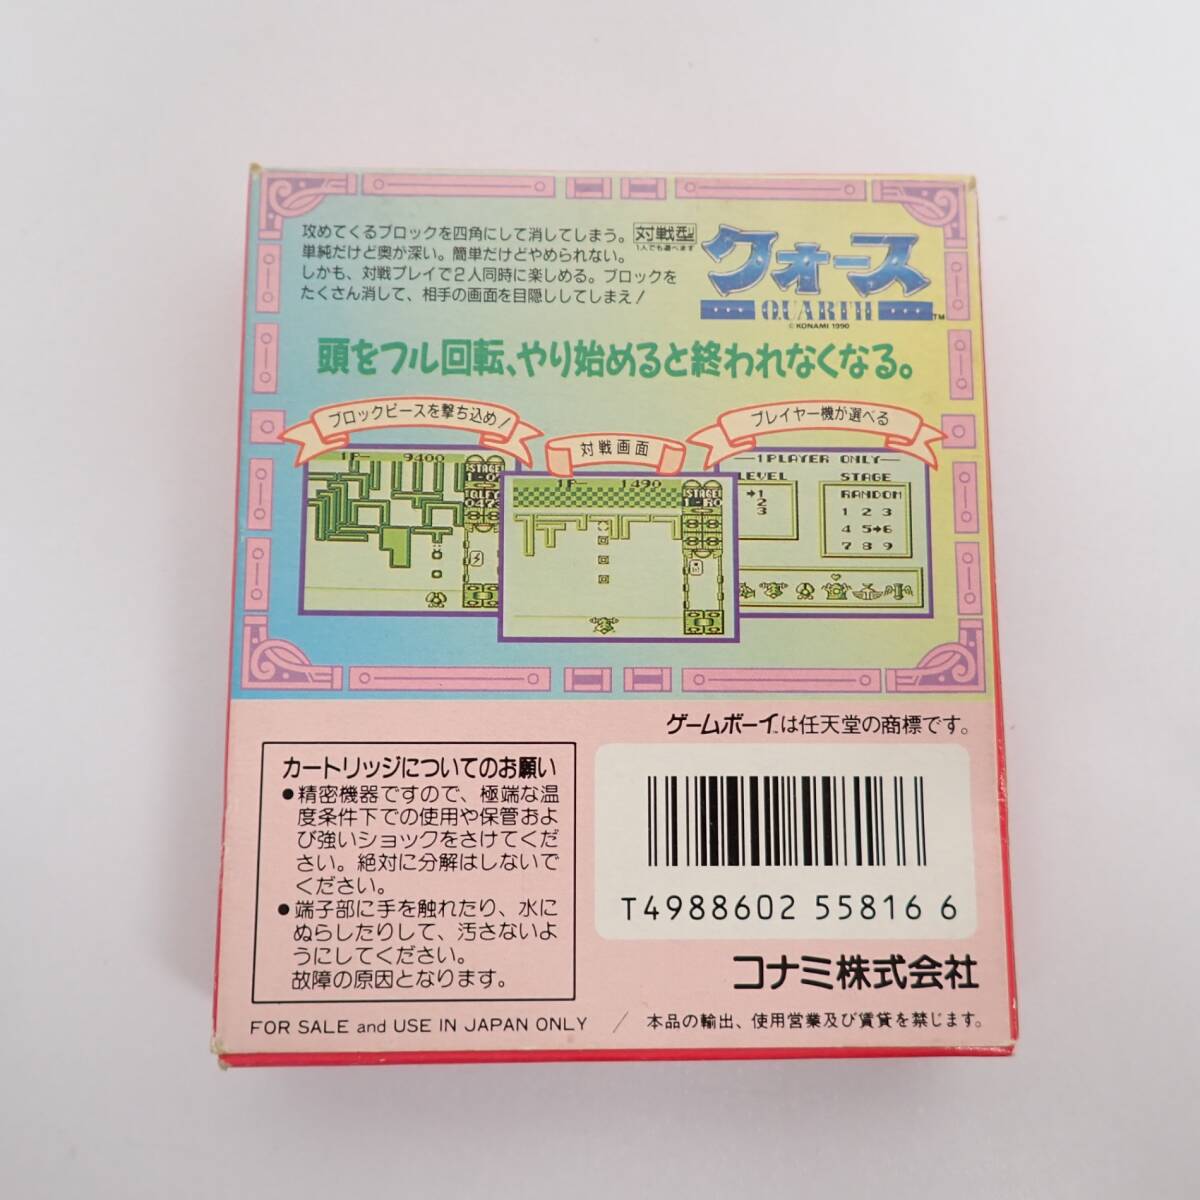 攻めてくるブロックを四角にして消してしまう。
単純だけど奥が深い。簡単だけどやめられない。
しかも、対戦プレイで2人同時に楽しめる。ブロックを
たくさん消して、相手の画面を目隠ししてしまえ!
対戦型
1人でも遊べます
クォース
QUARTH
TM
© KONAMI 1990
頭をフル回転、やり始めると終われなくなる。
ブロックピースを撃ち込め!
対戦画面
プレイヤー機が選べる
1P- 9400
STAGE
1P- 1490
STAGE
1-R0
1PLAYER ONLY
LEVEL
➔1
2
3
STAGE
RANDOM
1 2 3
4 5➔6
7 8 9
ゲームボーイ™は任天堂の商標です。
カートリッジについてのお願い
●精密機器ですので、極端な温
度条件下での使用や保管およ
び強いショックをさけてくだ
さい。絶対に分解はしないで
ください。
●端子部に手を触れたり、水に
ぬらしたりして、汚さないよ
うにしてください。
故障の原因となります。
T4988602 55816 6
コナミ株式会社
FOR SALE and USE IN JAPAN ONLY / 本品の輸出、使用営業及び賃貸を禁じます。